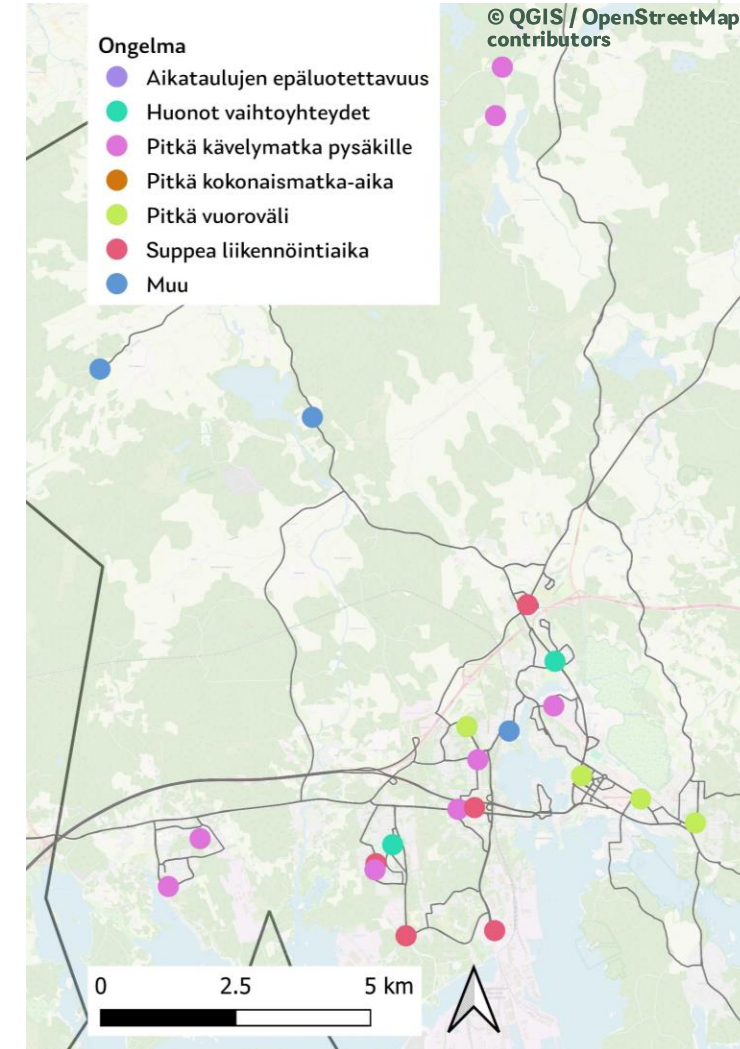 © QGIS / OpenStreetMap
contributors
Ongelma
Aikataulujen epäluotettavuus
Huonot vaihtoyhteydet
Pitkä kävelymatka pysäkille
Pitkä kokonaismatka-aika
Pitkä vuoroväli
Suppea liikennöintiaika
Muu
0 2.5 5 km